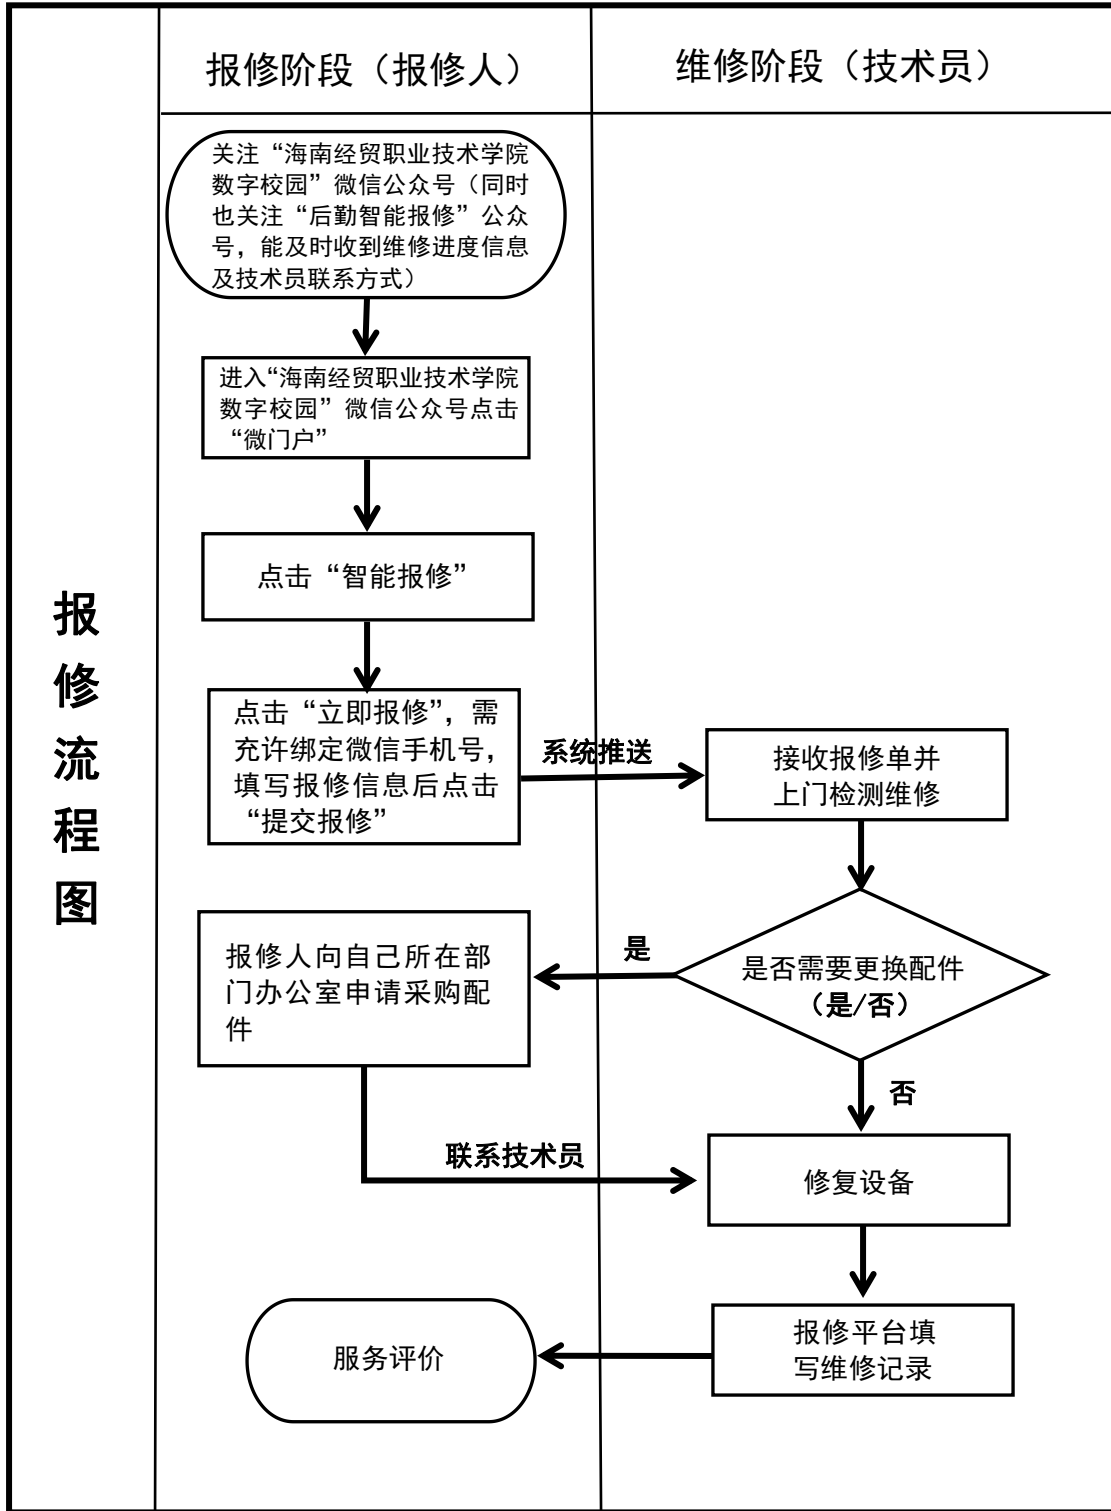 报修流程图
报修阶段（报修人）
维修阶段（技术员）
关注“海南经贸职业技术学院
数字校园”微信公众号（同时
也关注“后勤智能报修”公众
号，能及时收到维修进度信息
及技术员联系方式）
进入“海南经贸职业技术学院
数字校园”微信公众号点击
“微门户”
点击“智能报修”
点击“立即报修”，需
充许绑定微信手机号，
填写报修信息后点击
“提交报修”
系统推送
接收报修单并
上门检测维修
是否需要更换配件
（是/否）
是
报修人向自己所在部
门办公室申请采购配
件
否
联系技术员
修复设备
报修平台填
写维修记录
服务评价